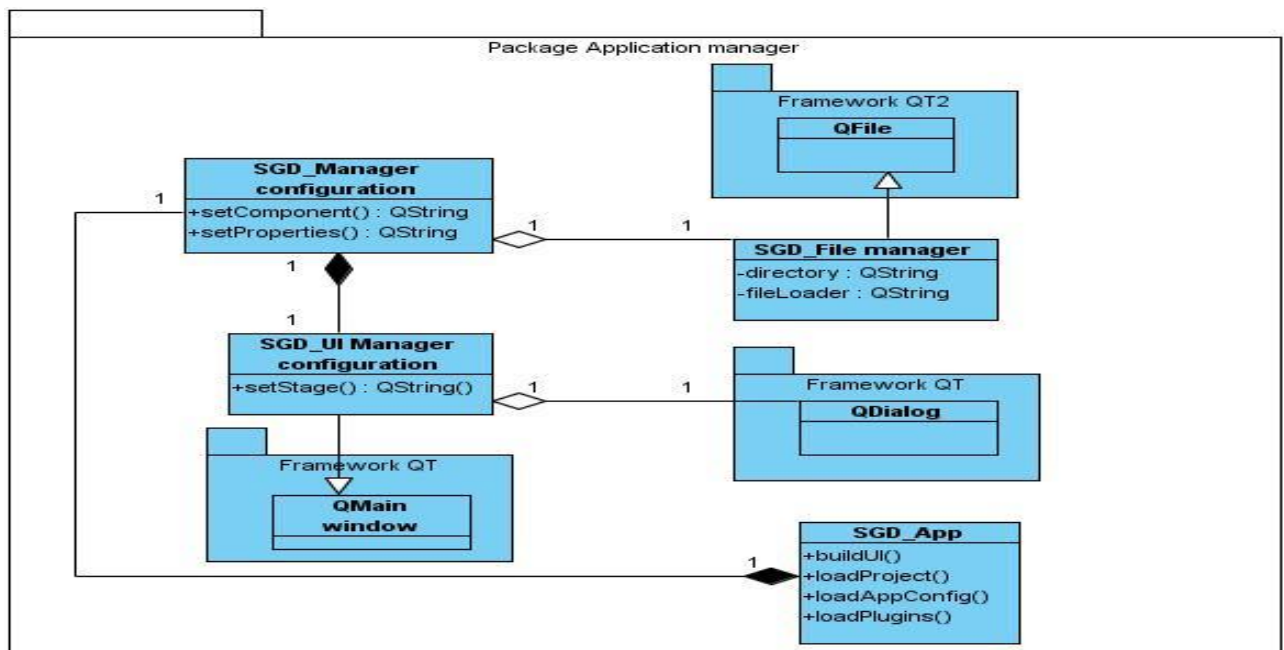 Package Application manager
Framework QT2
QFile
SGD_Manager
configuration
+setComponent() : QString
+setProperties() : QString
1
1
1
SGD_File manager
-directory : QString
-fileLoader : QString
1
1
SGD_UI Manager
configuration
+setStage() : QString()
1
1
Framework QT
QDialog
Framework QT
QMain
window
SGD_App
+buildUI()
+loadProject()
+loadAppConfig()
+loadPlugins()
1